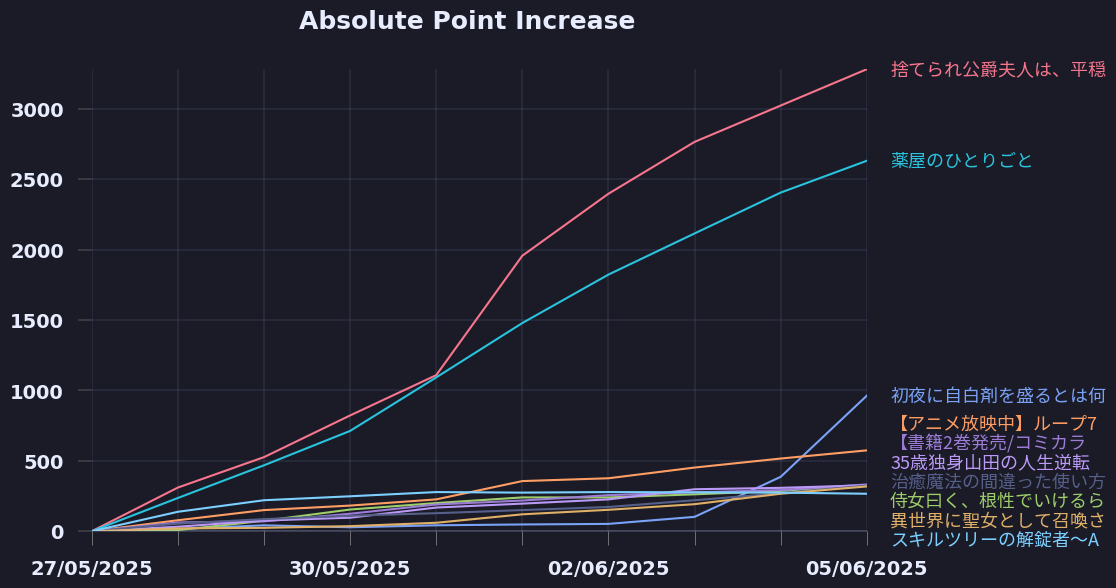 Absolute Point Increase
3000
2500
2000
1500
1000
500
0
27/05/2025
30/05/2025
02/06/2025
05/06/2025
捨てられ公爵夫人は、平穏
薬屋のひとりごと
初夜に自白剤を盛るとは何
【アニメ放映中】ループ7
【書籍2巻発売/コミカラ
35歳独身山田の人生逆転
治癒魔法の間違った使い方
侍女曰く、根性でいけるら
異世界に聖女として召喚さ
スキルツリーの解錠者～A